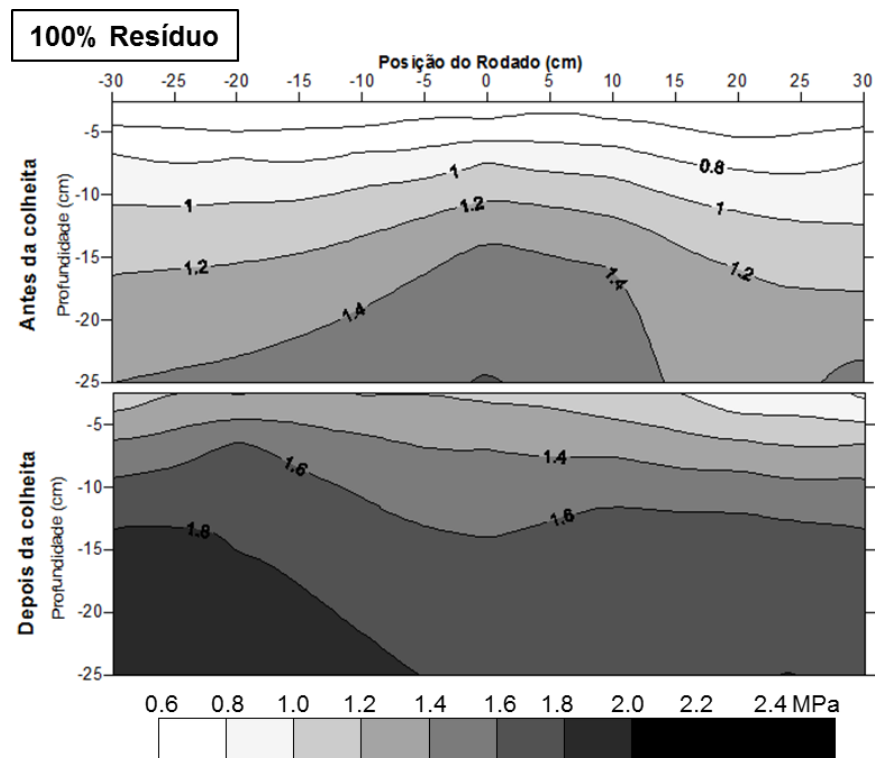 100% Resíduo
Posição do Rodado (cm)
-30 -25 -20 -15 -10 -5 0 5 10 15 20 25 30
Antes da colheita
Profundidade (cm)
-5
-10
-15
-20
-25
0.8
1
1
1
1.2
1.2
1.2
1.4
1.4
Depois da colheita
Profundidade (cm)
-5
-10
-15
-20
-25
1.4
1.6
1.6
1.8
0.6 0.8 1.0 1.2 1.4 1.6 1.8 2.0 2.2 2.4 MPa